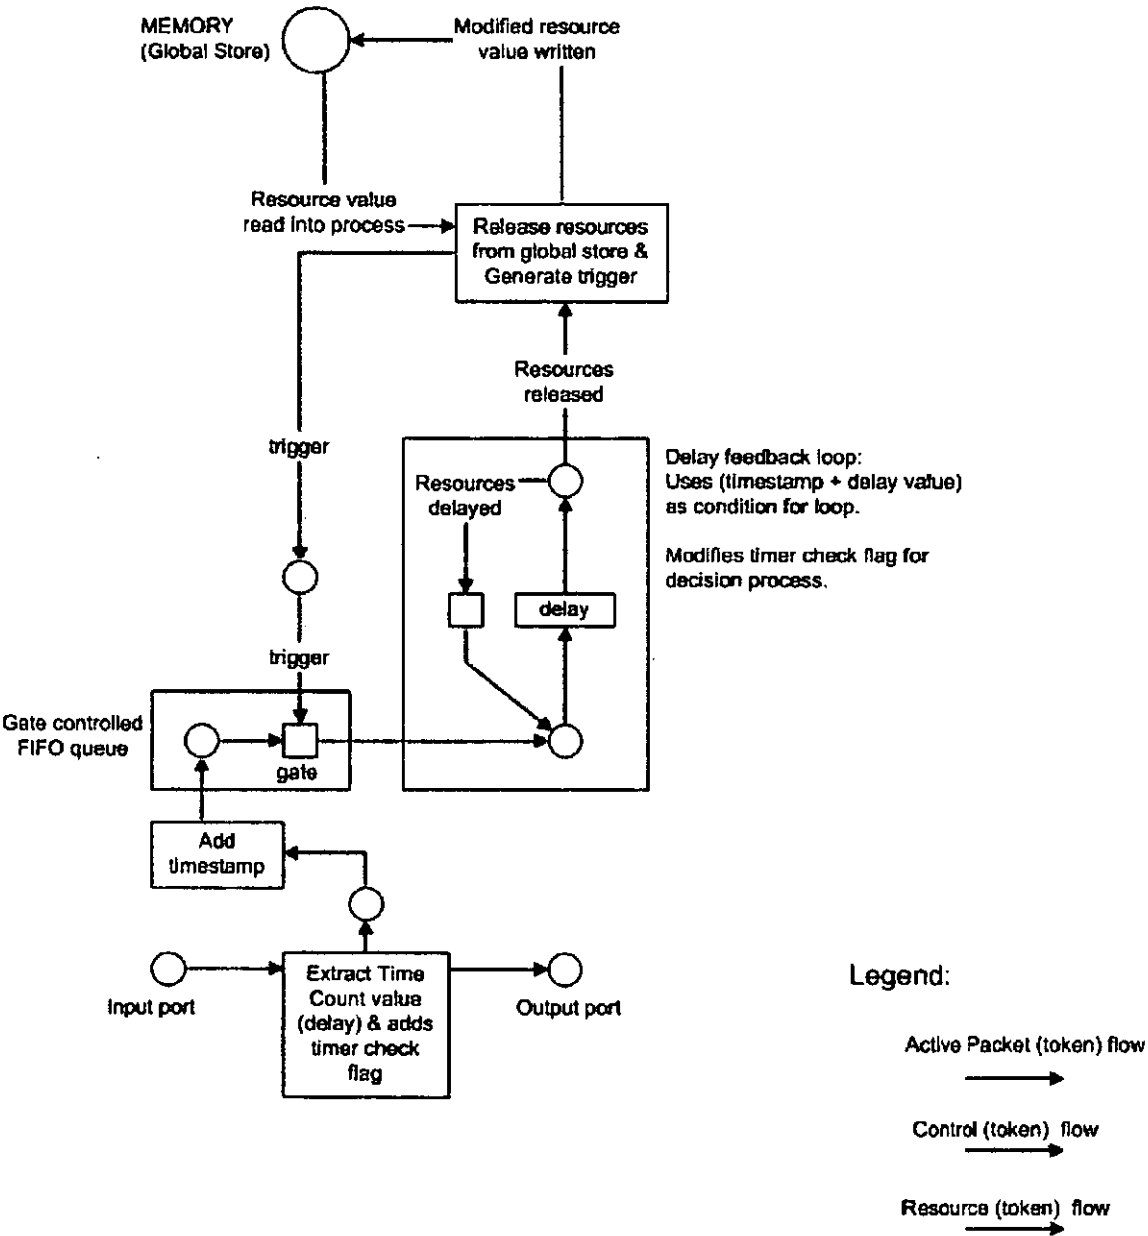 MEMORY
(Global Store)
Modified resource
value written
Resource value
read into process
Release resources
from global store &
Generate trigger
Resources
released
trigger
Resources
delayed
Delay feedback loop:
Uses (timestamp + delay value)
as condition for loop.
Modifies timer check flag for
decision process.
delay
trigger
Gate controlled
FIFO queue
gate
Add
timestamp
Input port
Extract Time
Count value
(delay) & adds
timer check
flag
Output port
Legend:
Active Packet (token) flow
Control (token) flow
Resource (token) flow